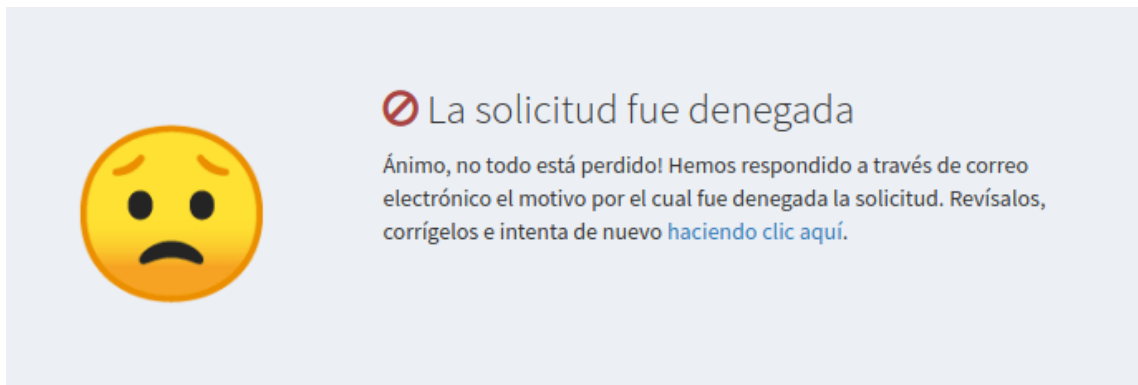 La solicitud fue denegada
Ánimo, no todo está perdido! Hemos respondido a través de correo
electrónico el motivo por el cual fue denegada la solicitud. Revísalos,
corrígelos e intenta de nuevo haciendo clic aquí.